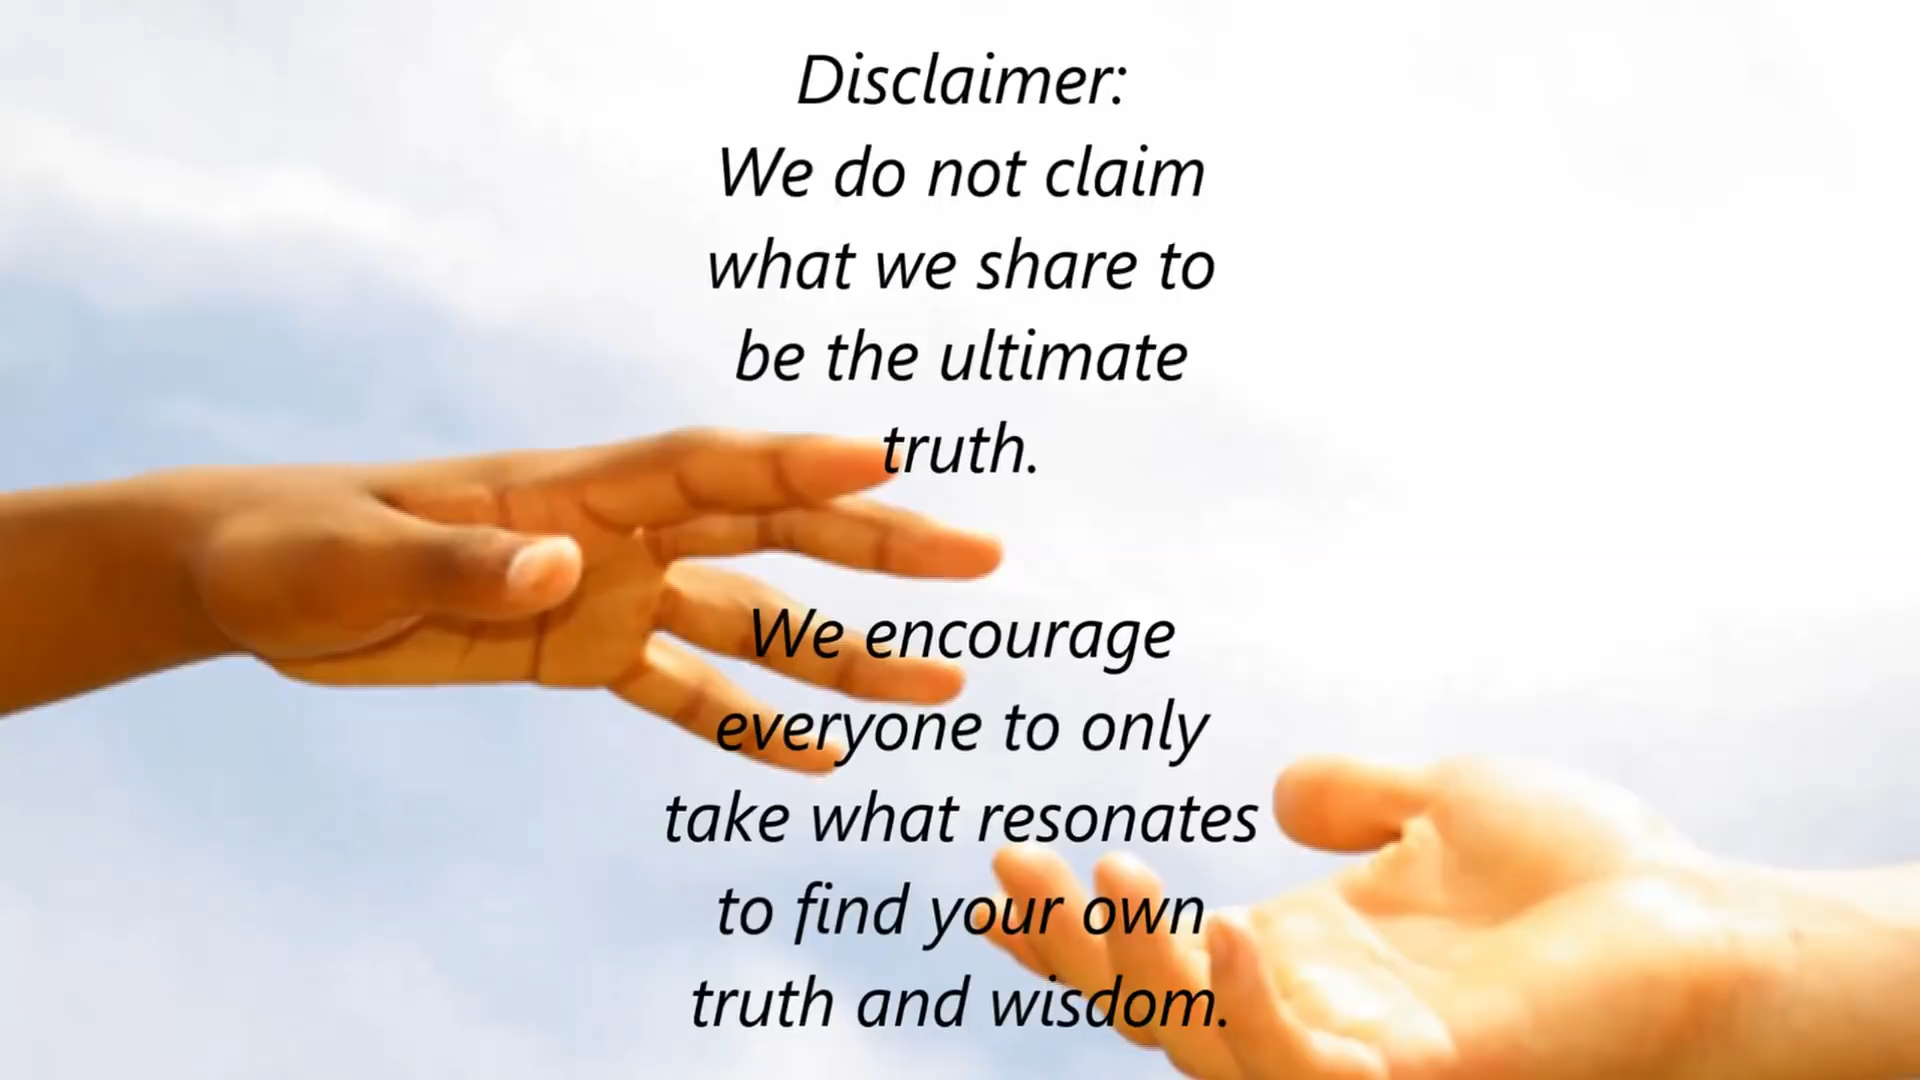 Disclaimer:
We do not claim
what we share to
be the ultimate
truth.
We encourage
everyone to only
take what resonates
to find your own
truth and wisdom.